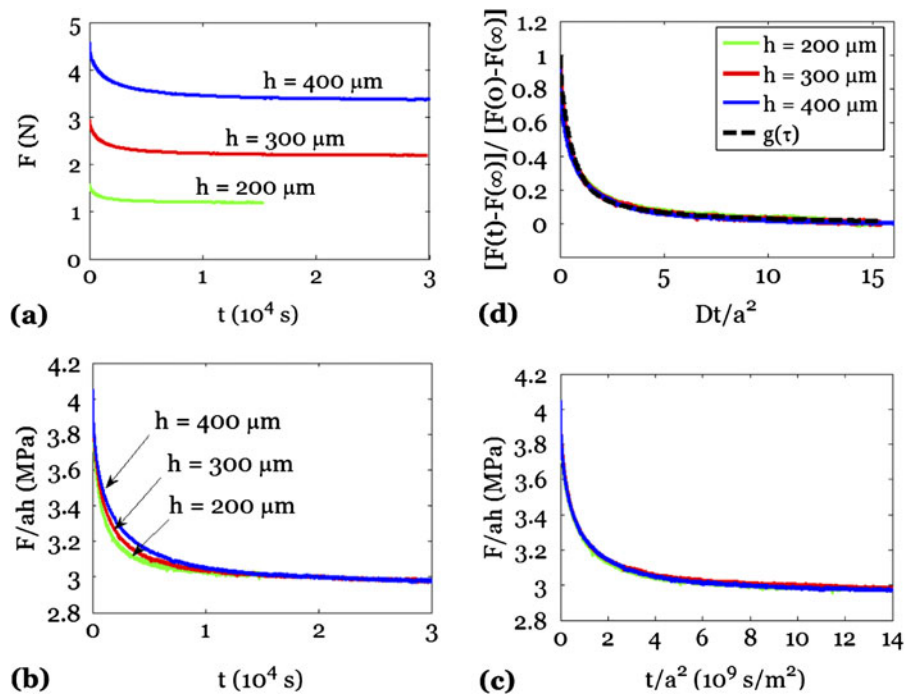 5
4
3
2
1
0
F (N)
h = 400 µm
h = 300 µm
h = 200 µm
0
1
2
3
t (10⁴ s)
(a)
1.2
1
0.8
0.6
0.4
0.2
0
[F(t)-F(∞)]/ [F(0)-F(∞)]
h = 200 µm
h = 300 µm
h = 400 µm
g(τ)
0
5
10
15
Dt/a²
(d)
4.2
4
3.8
3.6
3.4
3.2
3
2.8
F/ah (MPa)
h = 400 µm
h = 300 µm
h = 200 µm
0
1
2
3
t (10⁴ s)
(b)
4.2
4
3.8
3.6
3.4
3.2
3
2.8
F/ah (MPa)
0
2
4
6
8
10
12
14
t/a² (10⁹ s/m²)
(c)